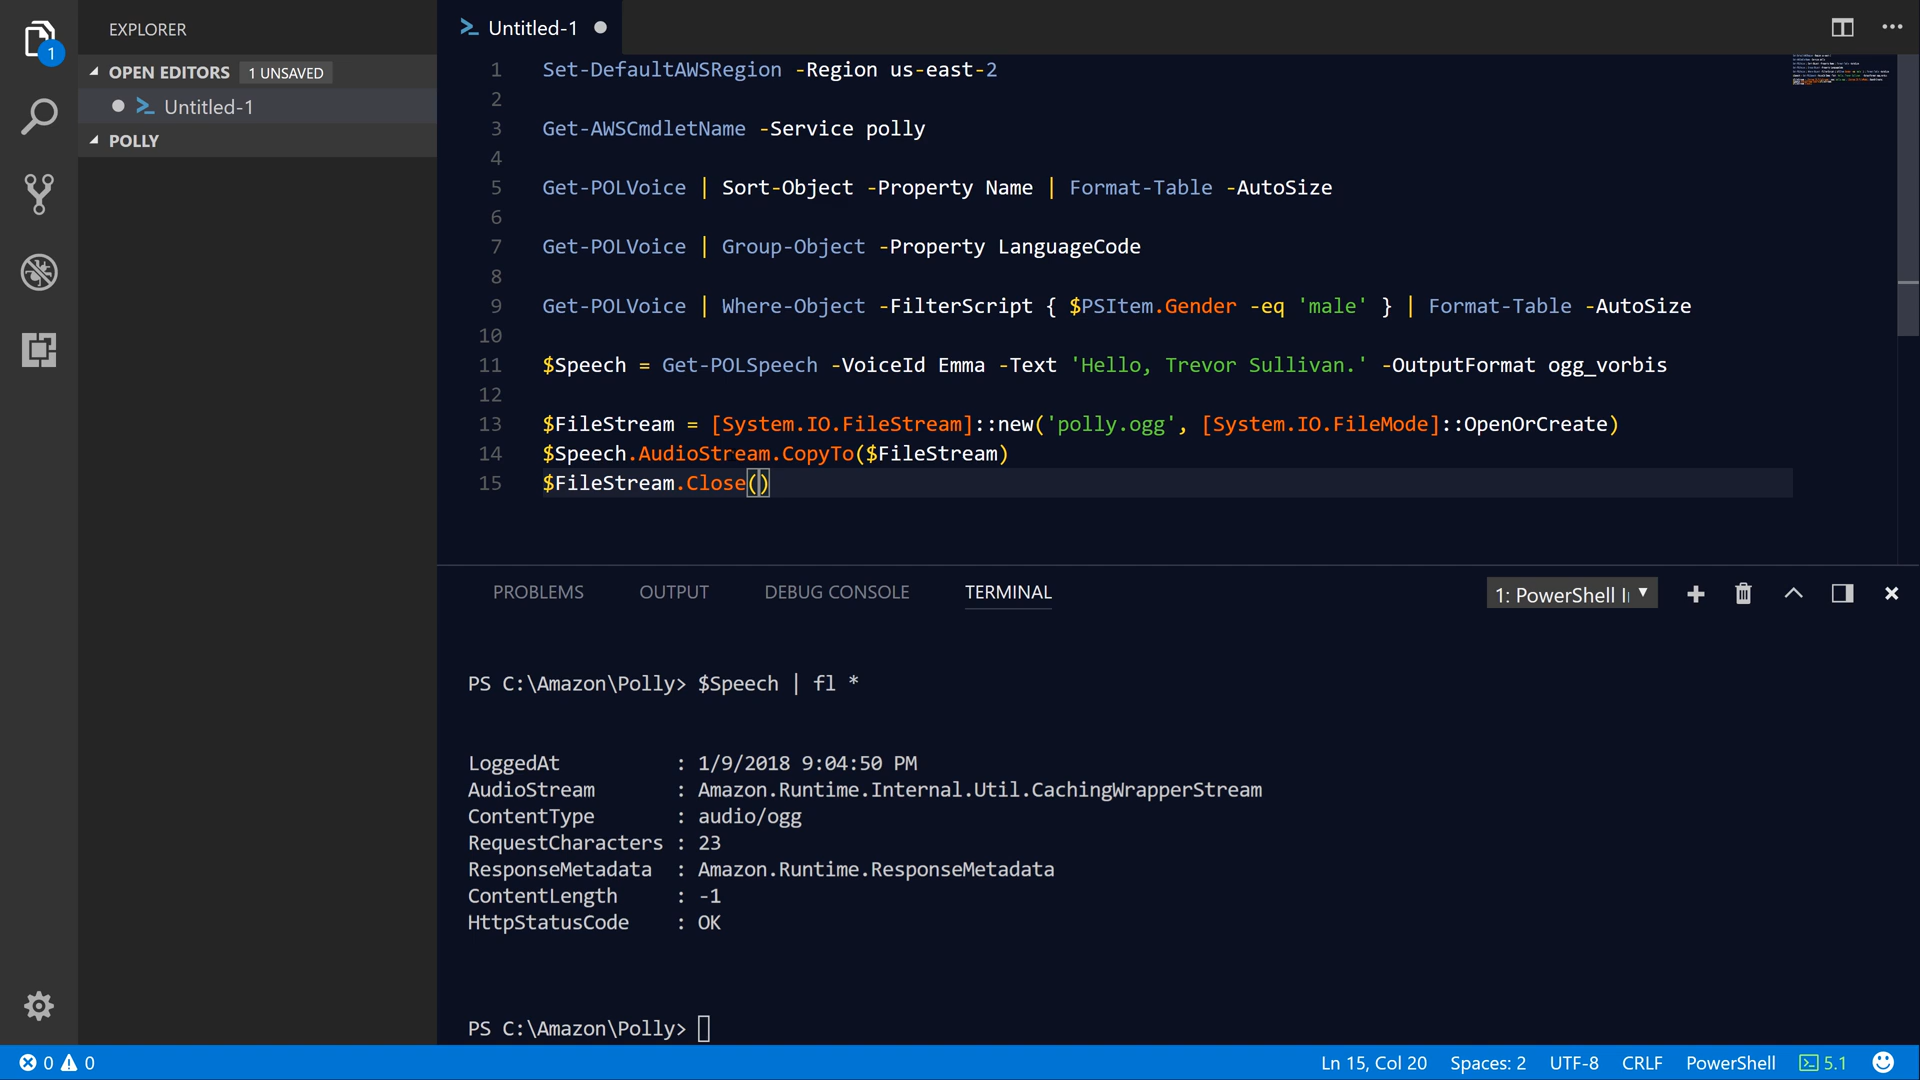 EXPLORER
1
OPEN EDITORS 1 UNSAVED
Untitled-1
POLLY
Untitled-1
1 Set-DefaultAWSRegion -Region us-east-2
2
3 Get-AWSCmdletName -Service polly
4
5 Get-POLVoice | Sort-Object -Property Name | Format-Table -AutoSize
6
7 Get-POLVoice | Group-Object -Property LanguageCode
8
9 Get-POLVoice | Where-Object -FilterScript { $PSItem.Gender -eq 'male' } | Format-Table -AutoSize
10
11 $Speech = Get-POLSpeech -VoiceId Emma -Text 'Hello, Trevor Sullivan.' -OutputFormat ogg_vorbis
12
13 $FileStream = [System.IO.FileStream]::new('polly.ogg', [System.IO.FileMode]::OpenOrCreate)
14 $Speech.AudioStream.CopyTo($FileStream)
15 $FileStream.Close()
PROBLEMS OUTPUT DEBUG CONSOLE TERMINAL 1: PowerShell I
PS C:\Amazon\Polly> $Speech | fl *
LoggedAt : 1/9/2018 9:04:50 PM
AudioStream : Amazon.Runtime.Internal.Util.CachingWrapperStream
ContentType : audio/ogg
RequestCharacters : 23
ResponseMetadata : Amazon.Runtime.ResponseMetadata
ContentLength : -1
HttpStatusCode : OK
PS C:\Amazon\Polly>
0 0 Ln 15, Col 20 Spaces: 2 UTF-8 CRLF PowerShell 5.1